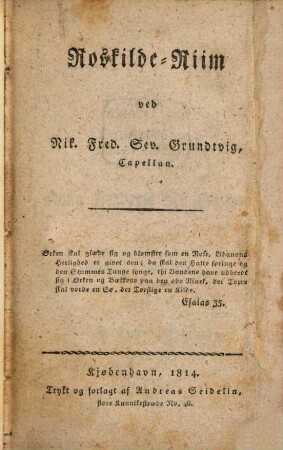 Roskilde-Riim
ved
Nik. Fred. Sev. Grundtvig,
Capellan.
Ørken skal glæde sig og blomstre som en Rose, Libanons
Herlighed er givet den; da skal den Halte springe og
den Stummes Tunge synge, thi Vandene have udbredt
sig i Ørken og Bækken paa den øde Mark, det Tørre
skal vorde en Sø, det Torstige en Kilde.
Esaias 35.
Kjøbenhavn, 1814.
Trykt og forlagt af Andreas Seidelin,
store Kannikestræde No. 46.